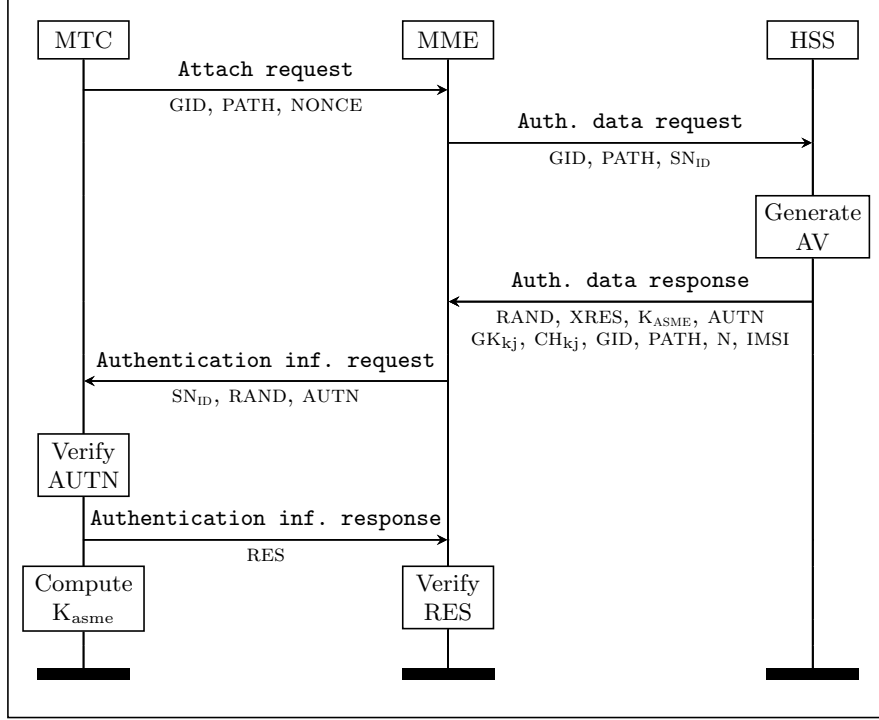 MTC MME HSS
Attach request
GID, PATH, NONCE
Auth. data request
GID, PATH, SN_ID
Generate
AV
Auth. data response
RAND, XRES, K_ASME, AUTN
GK_kj, CH_kj, GID, PATH, N, IMSI
Authentication inf. request
SN_ID, RAND, AUTN
Verify
AUTN
Authentication inf. response
RES
Compute
K_asme
Verify
RES